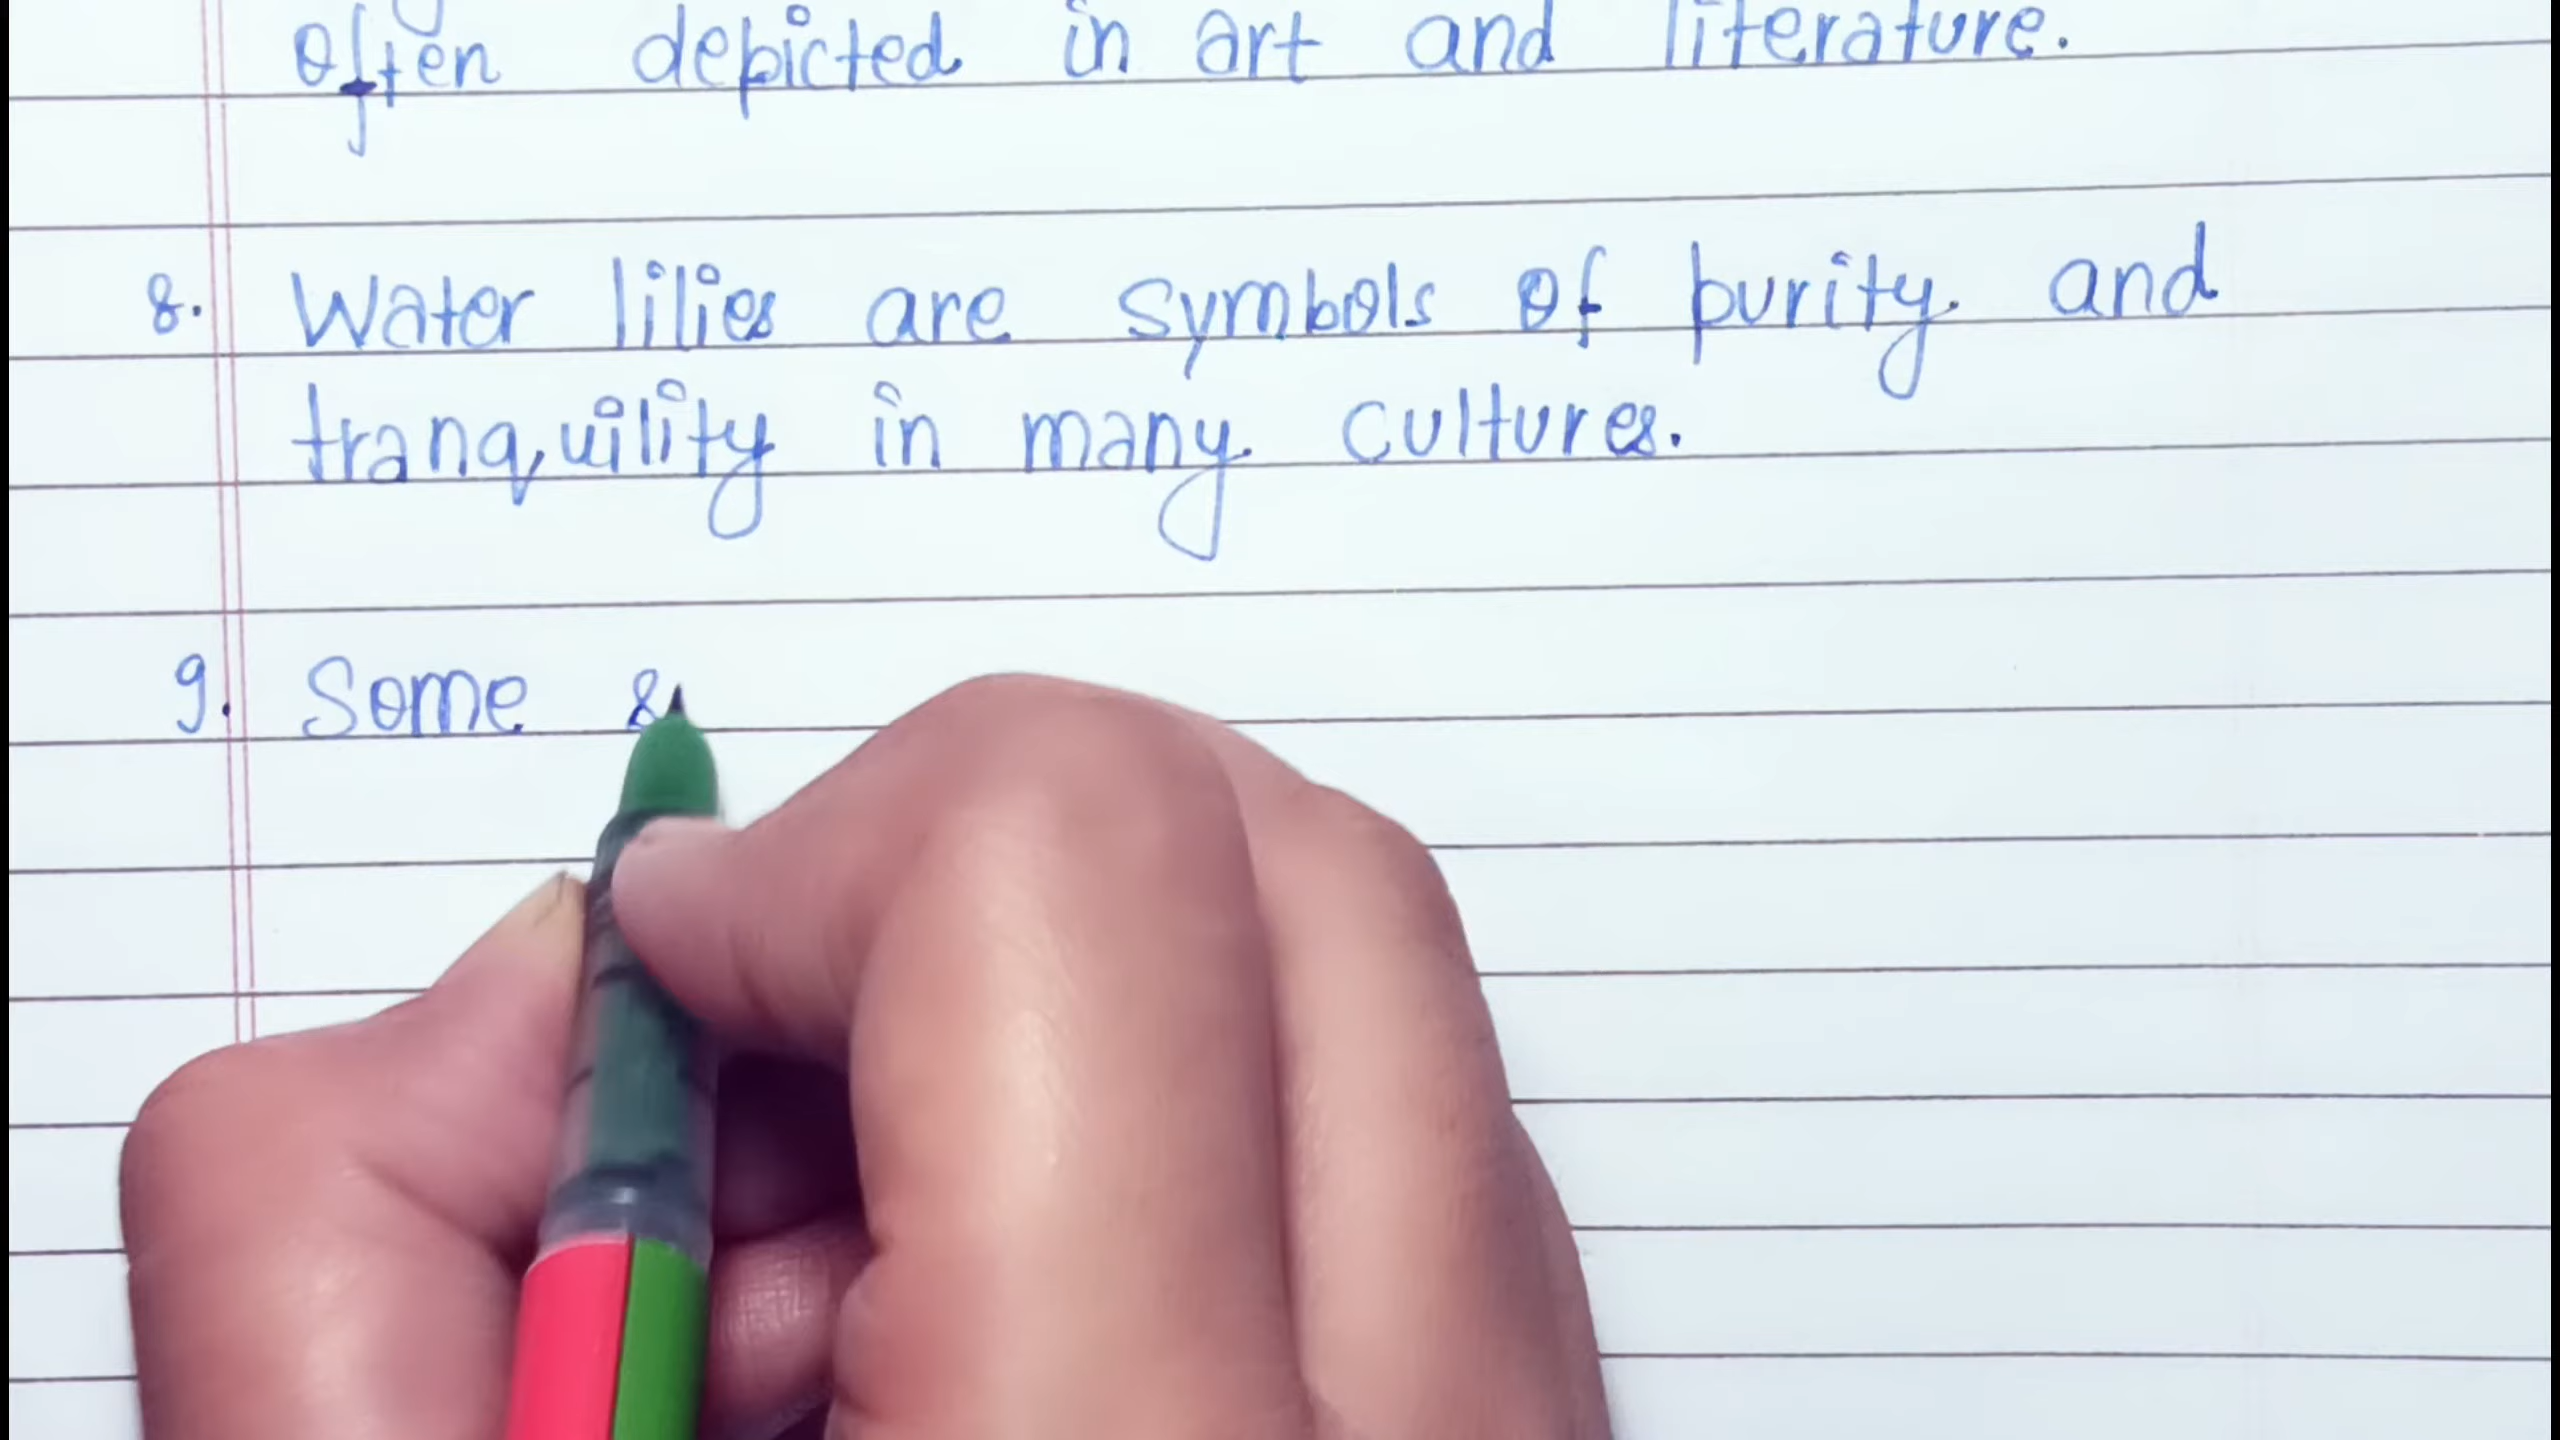 often depicted in art and literature.
8. Water lilies are symbols of purity and
tranquility in many cultures.
9. Some s